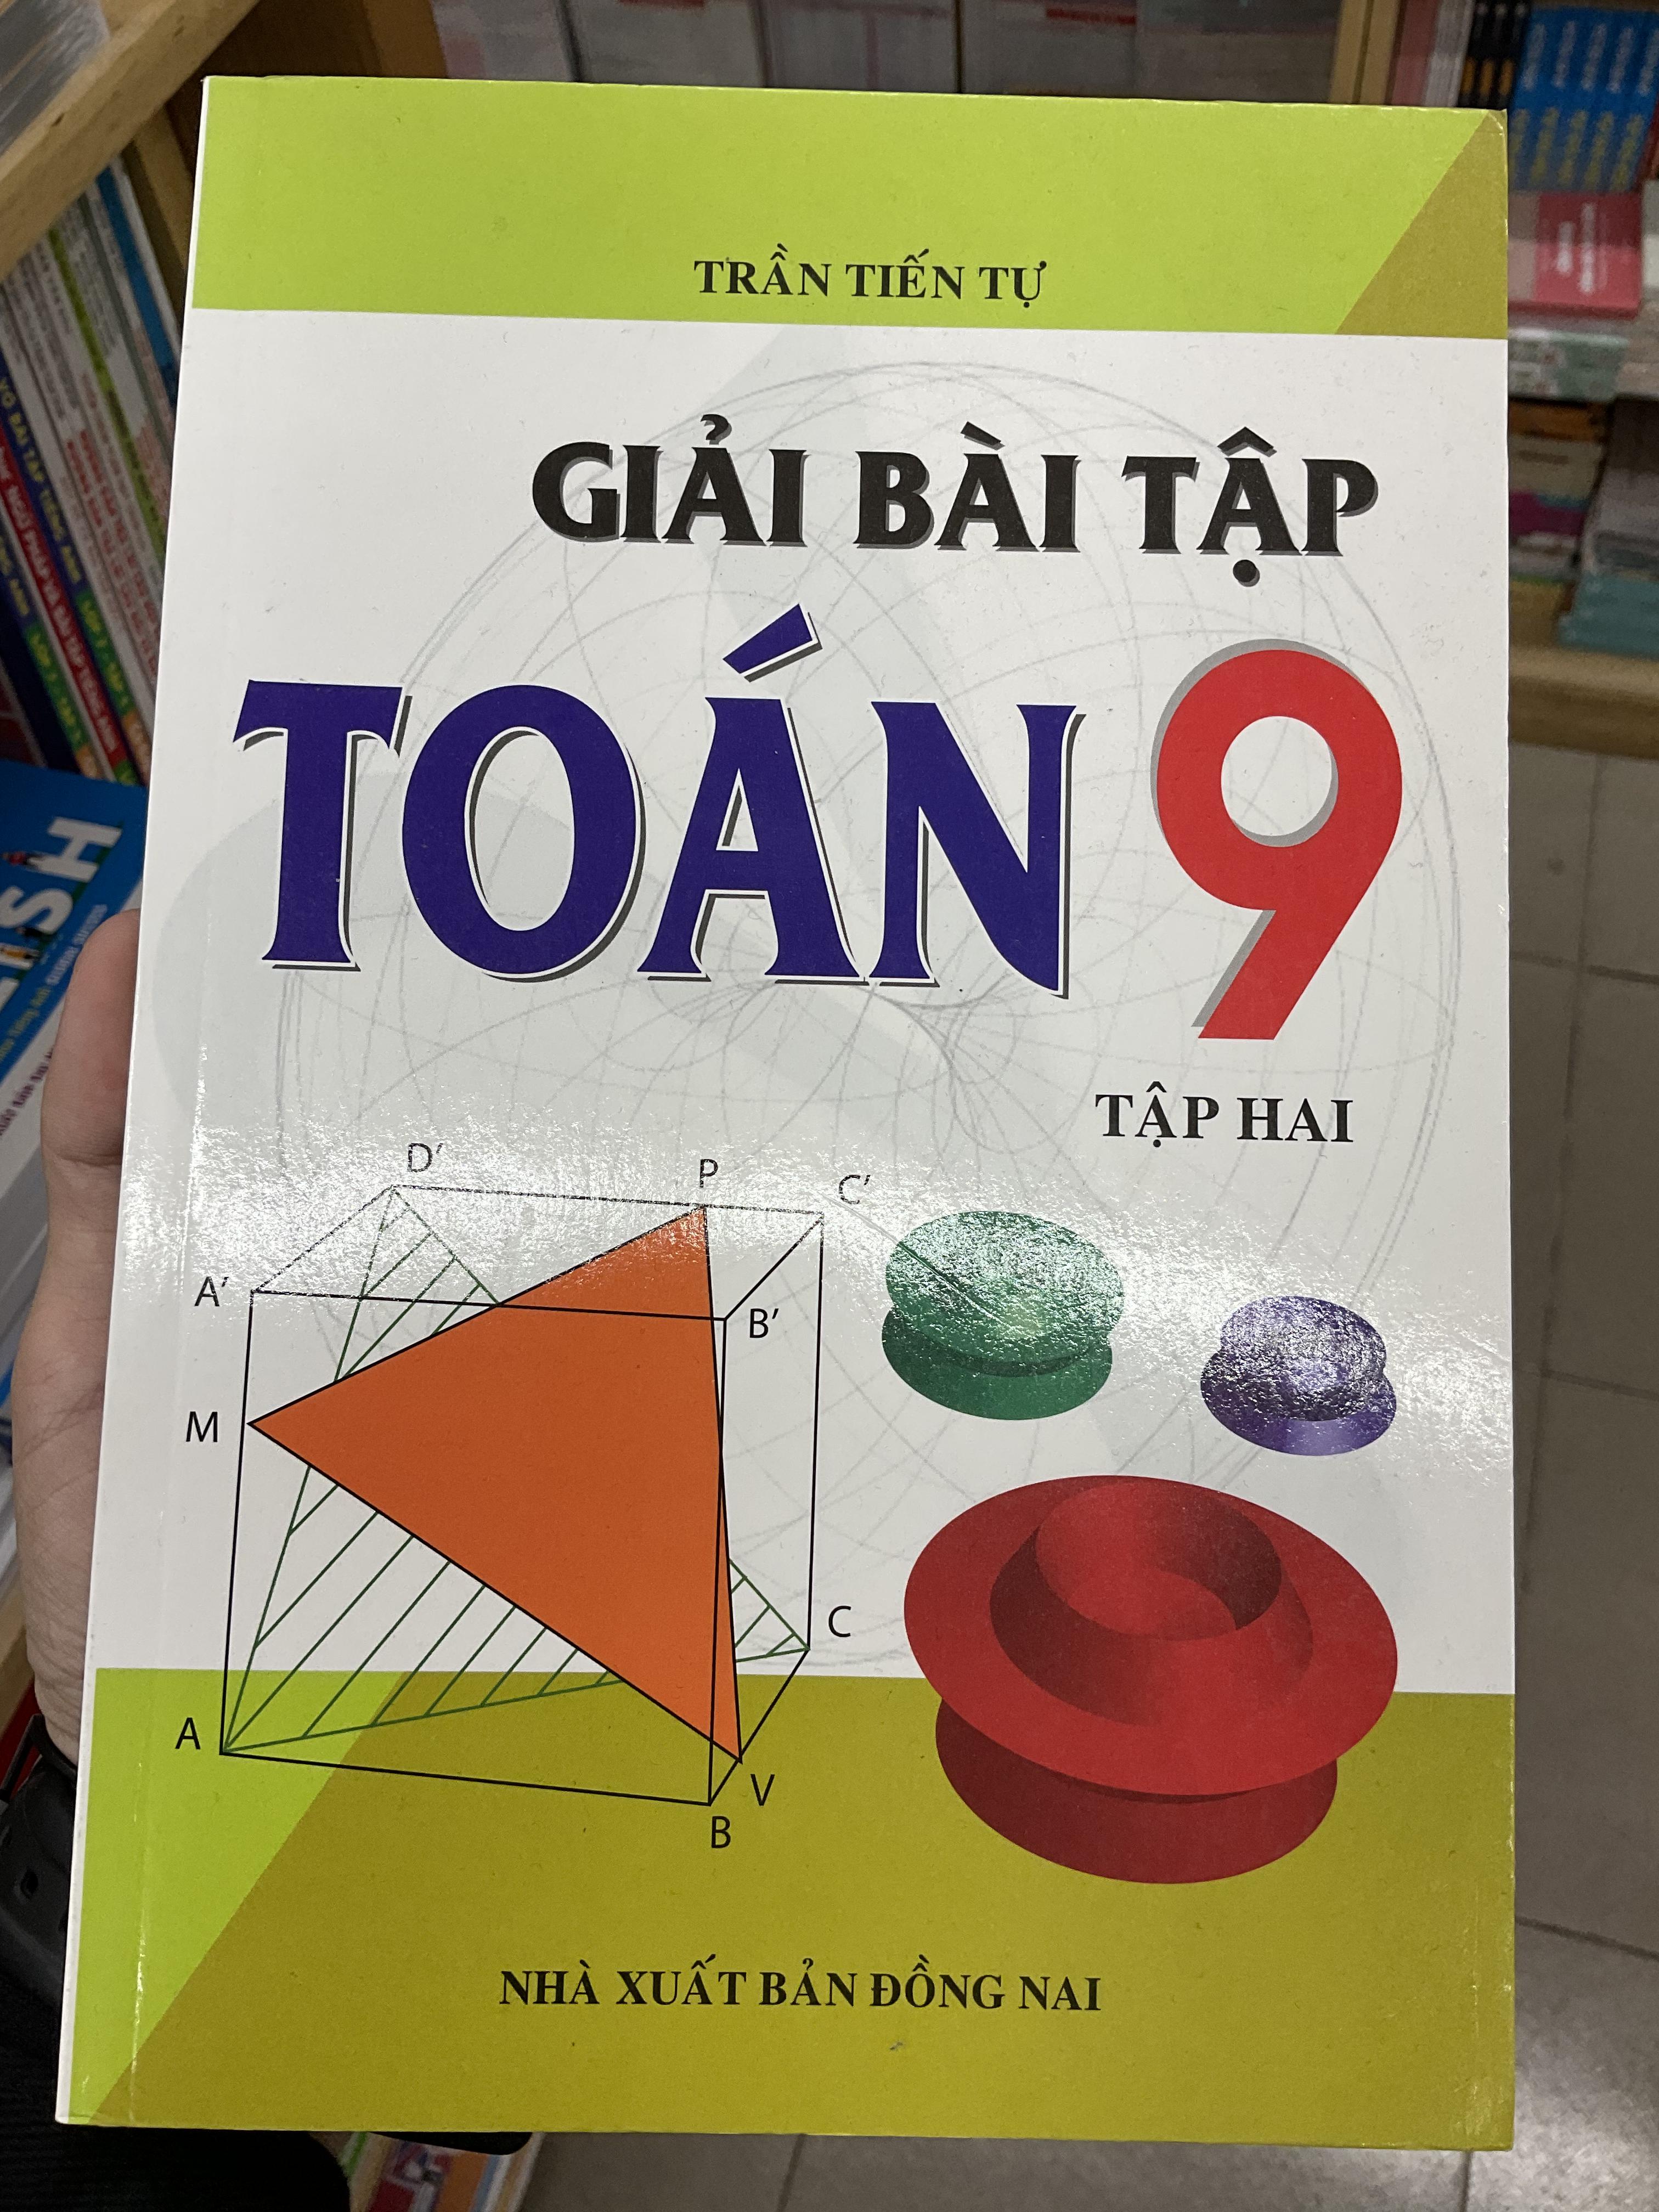 TRẦN TIẾN TỰ
GIẢI BÀI TẬP
TOÁN 9
TẬP HAI
D'
P
C'
A'
B'
M
C
A
V
B
NHÀ XUẤT BẢN ĐỒNG NAI